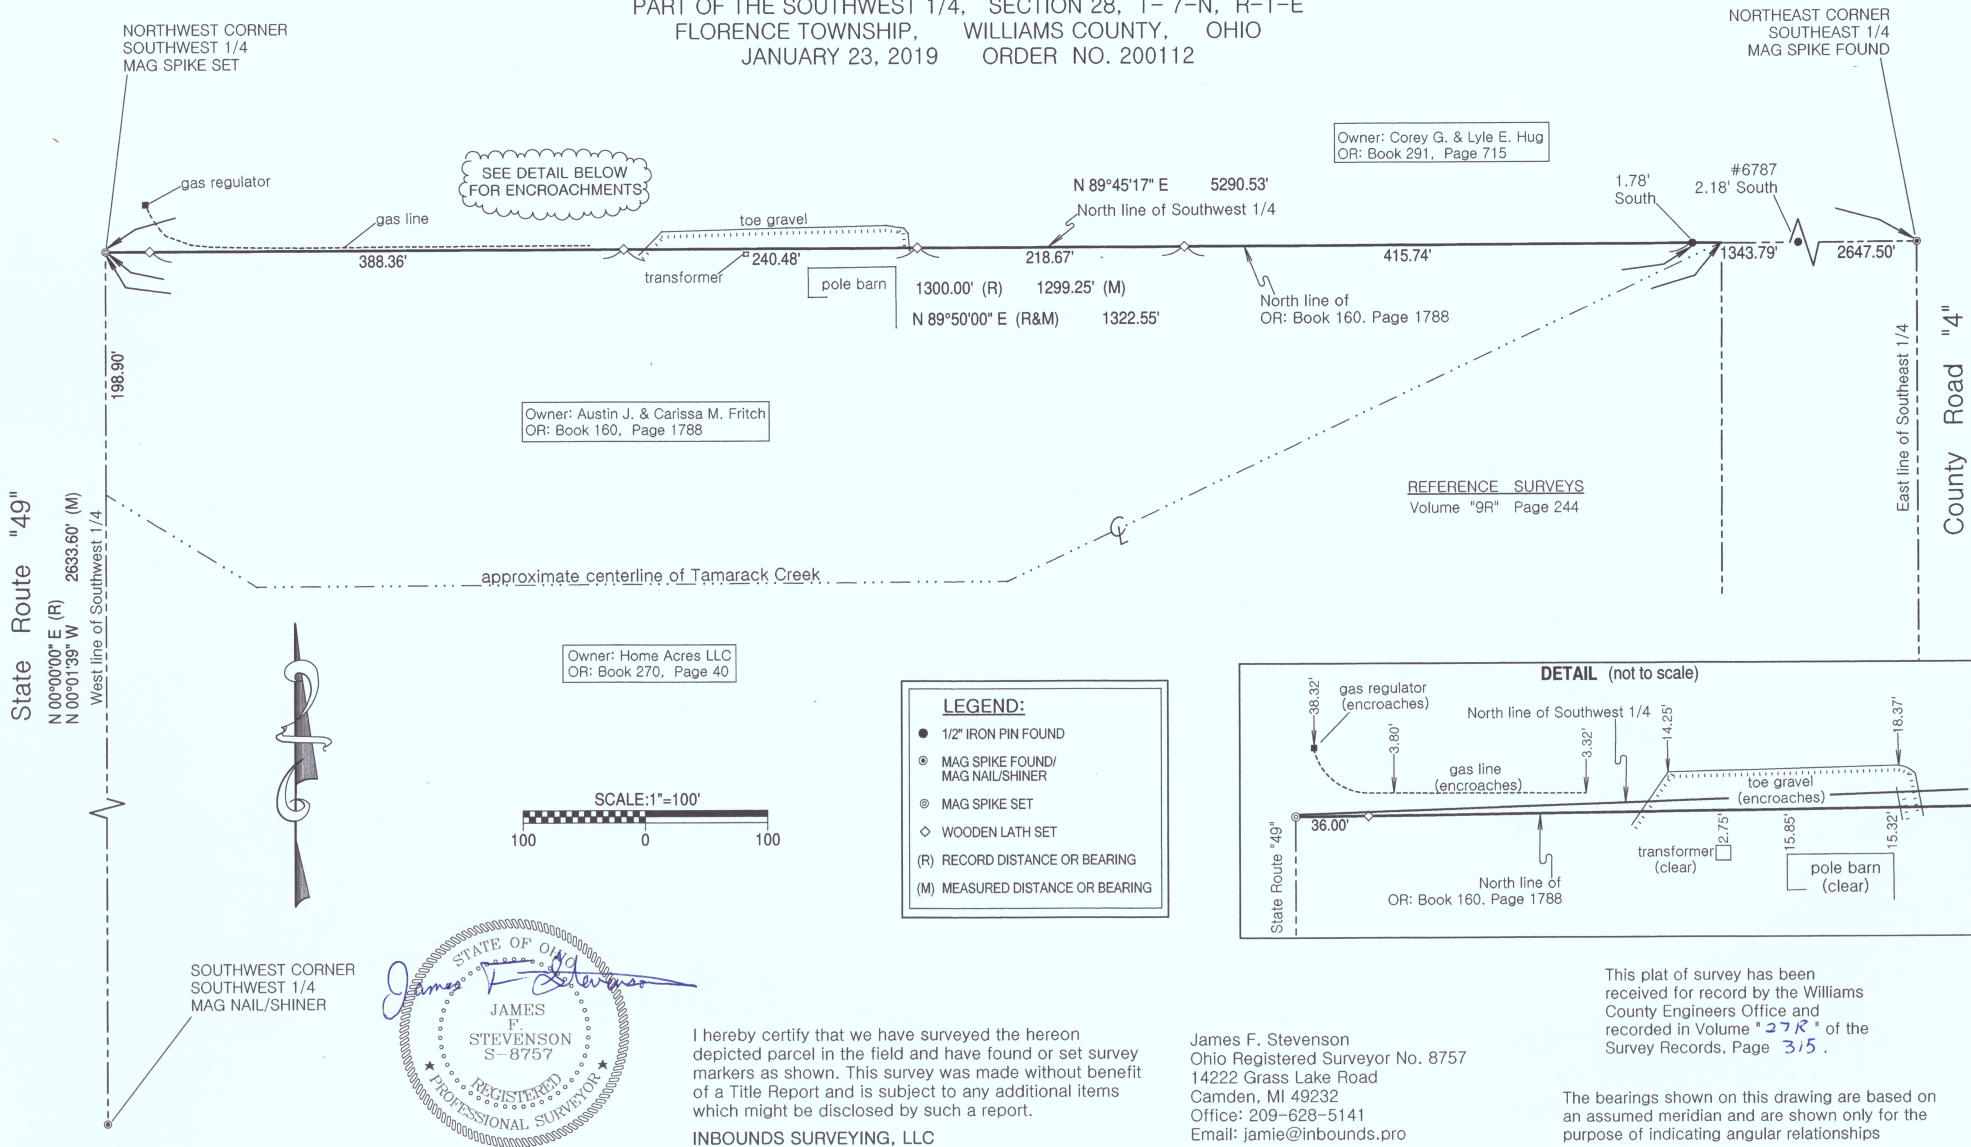 PART OF THE SOUTHWEST 1/4, SECTION 28, T-7-N, R-1-E
FLORENCE TOWNSHIP, WILLIAMS COUNTY, OHIO
JANUARY 23, 2019 ORDER NO. 200112
NORTHWEST CORNER
SOUTHWEST 1/4
MAG SPIKE SET
NORTHEAST CORNER
SOUTHEAST 1/4
MAG SPIKE FOUND
Owner: Corey G. & Lyle E. Hug
OR: Book 291, Page 715
gas regulator
SEE DETAIL BELOW
FOR ENCROACHMENTS
gas line
toe gravel
N 89°45'17" E 5290.53'
North line of Southwest 1/4
1.78'
South
#6787
2.18' South
388.36'
240.48'
218.67'
415.74'
1343.79'
2647.50'
transformer
pole barn
1300.00' (R) 1299.25' (M)
N 89°50'00" E (R&M) 1322.55'
North line of
OR: Book 160. Page 1788
198.90'
Owner: Austin J. & Carissa M. Fritch
OR: Book 160, Page 1788
REFERENCE SURVEYS
Volume "9R" Page 244
State Route "49"
N 00°00'00" E (R)
N 00°01'39" W 2633.60' (M)
West line of Southwest 1/4
East line of Southeast 1/4
County Road "4"
CL
approximate centerline of Tamarack Creek
Owner: Home Acres LLC
OR: Book 270, Page 40
SCALE:1"=100'
100 0 100
LEGEND:
1/2" IRON PIN FOUND
MAG SPIKE FOUND/
MAG NAIL/SHINER
MAG SPIKE SET
WOODEN LATH SET
(R) RECORD DISTANCE OR BEARING
(M) MEASURED DISTANCE OR BEARING
DETAIL (not to scale)
38.32'
gas regulator
(encroaches)
3.80'
gas line
(encroaches)
3.32'
North line of Southwest 1/4
14.25'
18.37'
toe gravel
(encroaches)
36.00'
State Route "49"
North line of
OR: Book 160. Page 1788
transformer
(clear)
2.75'
15.85'
15.32'
pole barn
(clear)
SOUTHWEST CORNER
SOUTHWEST 1/4
MAG NAIL/SHINER
STATE OF OHIO
James F Stevenson
JAMES
F.
STEVENSON
S-8757
REGISTERED
PROFESSIONAL SURVEYOR
I hereby certify that we have surveyed the hereon
depicted parcel in the field and have found or set survey
markers as shown. This survey was made without benefit
of a Title Report and is subject to any additional items
which might be disclosed by such a report.
INBOUNDS SURVEYING, LLC
James F. Stevenson
Ohio Registered Surveyor No. 8757
14222 Grass Lake Road
Camden, MI 49232
Office: 209-628-5141
Email: jamie@inbounds.pro
This plat of survey has been
received for record by the Williams
County Engineers Office and
recorded in Volume "27R" of the
Survey Records, Page 315.
The bearings shown on this drawing are based on
an assumed meridian and are shown only for the
purpose of indicating angular relationships